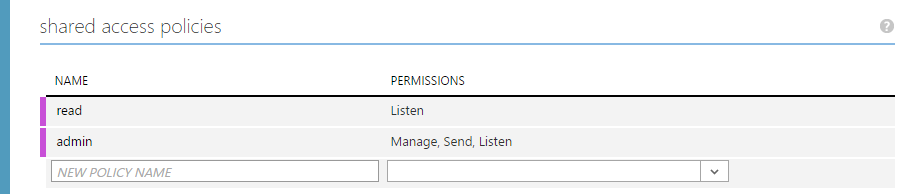 shared access policies ?
NAME PERMISSIONS
read Listen
admin Manage, Send, Listen
NEW POLICY NAME